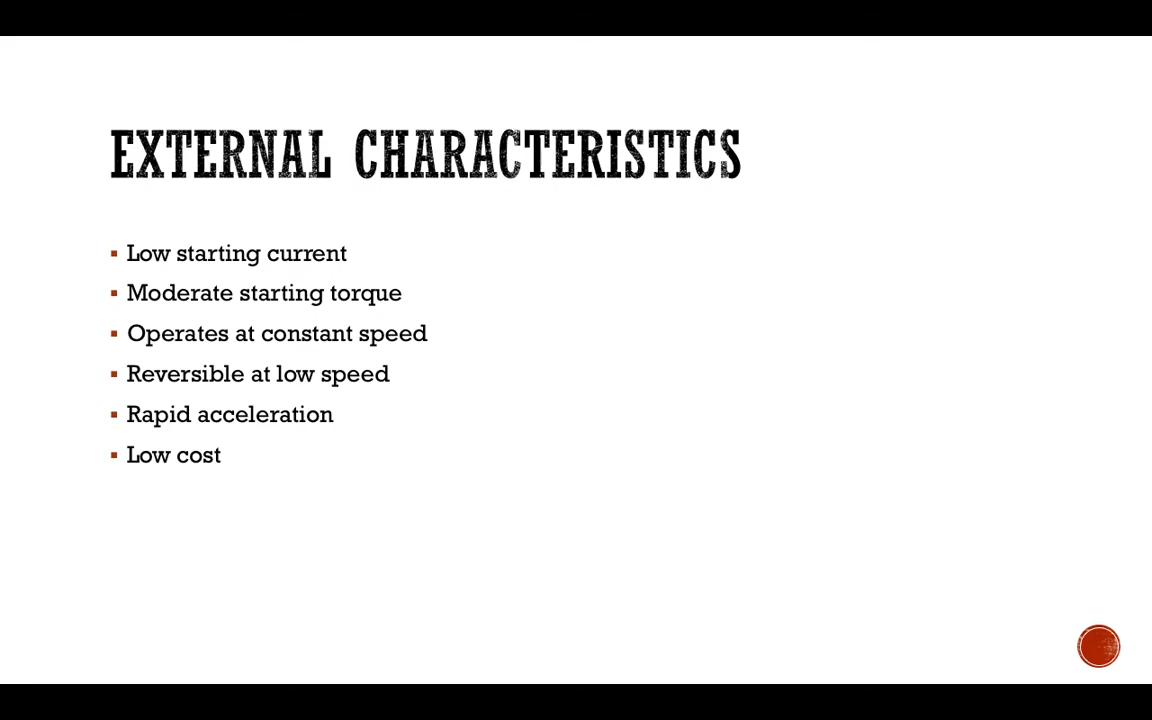 EXTERNAL CHARACTERISTICS
▪ Low starting current
▪ Moderate starting torque
▪ Operates at constant speed
▪ Reversible at low speed
▪ Rapid acceleration
▪ Low cost